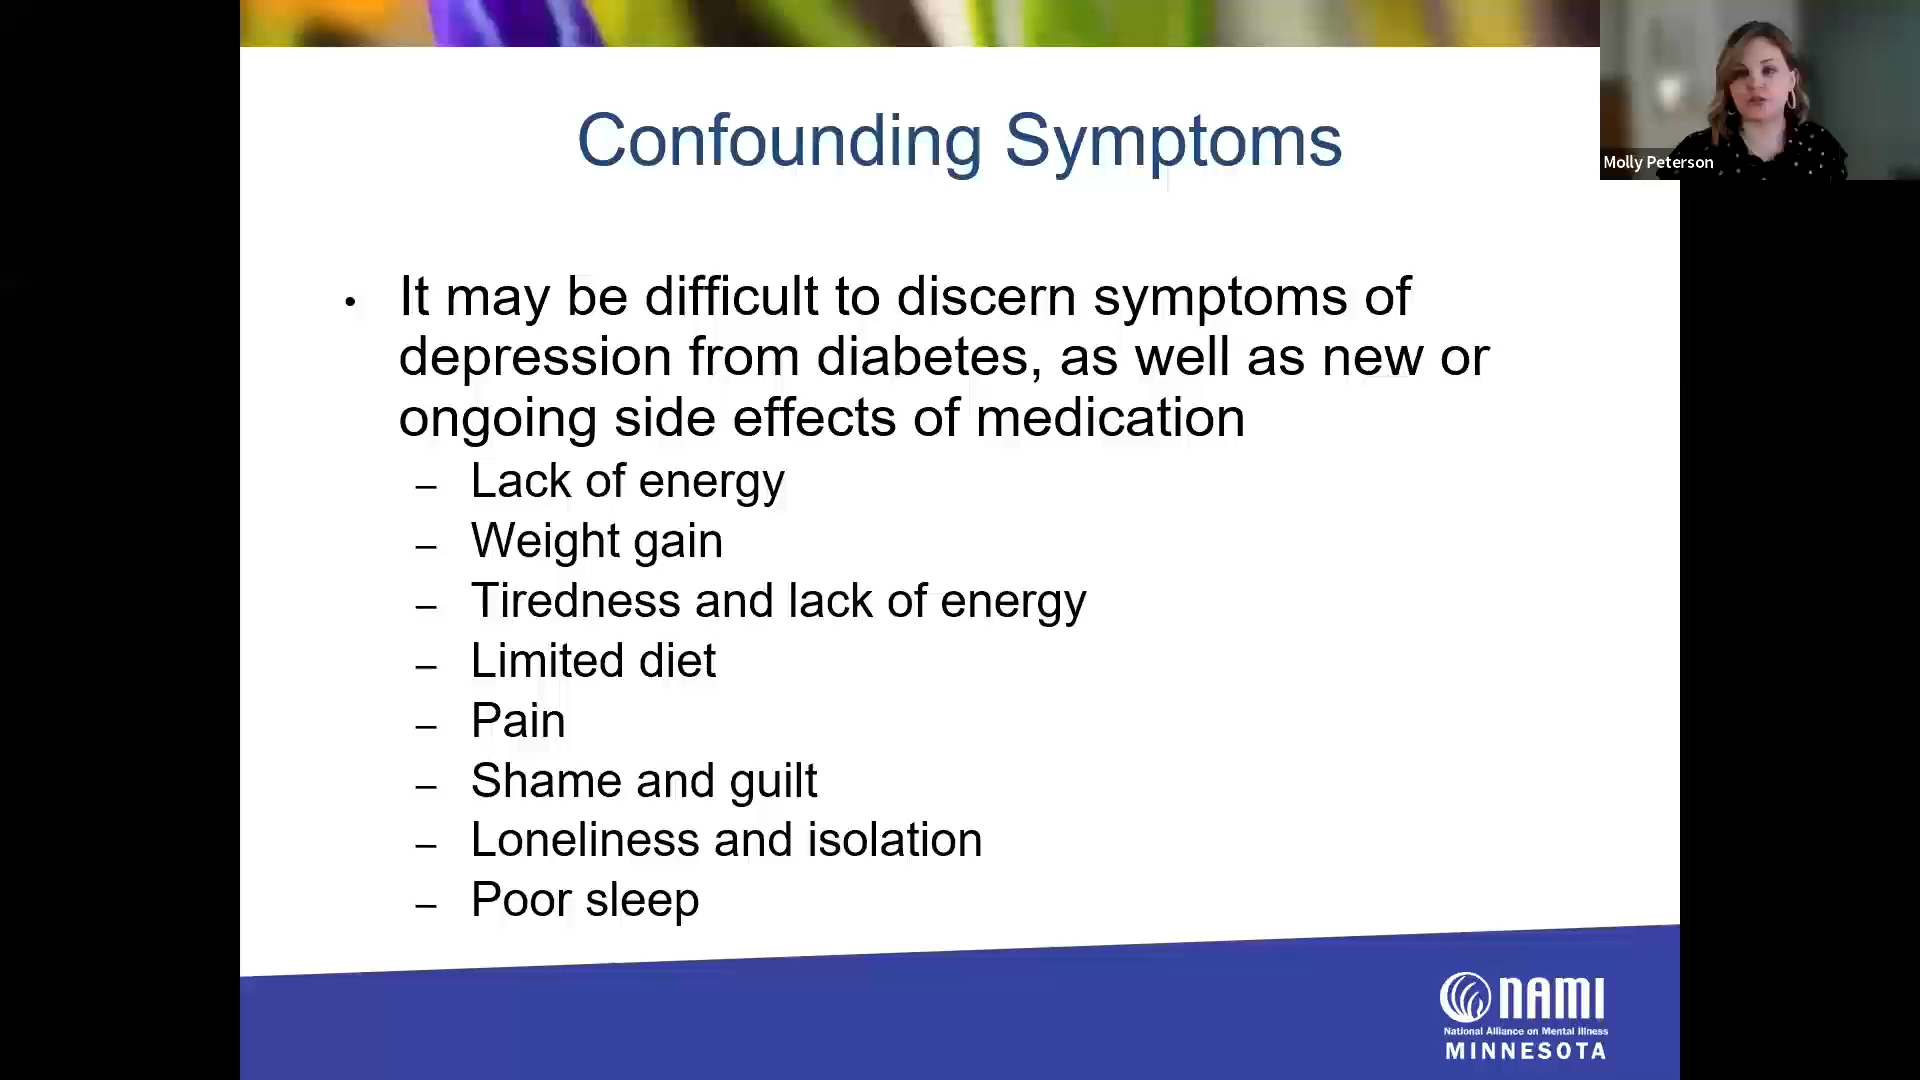 Confounding Symptoms
Molly Peterson
• It may be difficult to discern symptoms of
depression from diabetes, as well as new or
ongoing side effects of medication
– Lack of energy
– Weight gain
– Tiredness and lack of energy
– Limited diet
– Pain
– Shame and guilt
– Loneliness and isolation
– Poor sleep
NAMI
National Alliance on Mental Illness
MINNESOTA